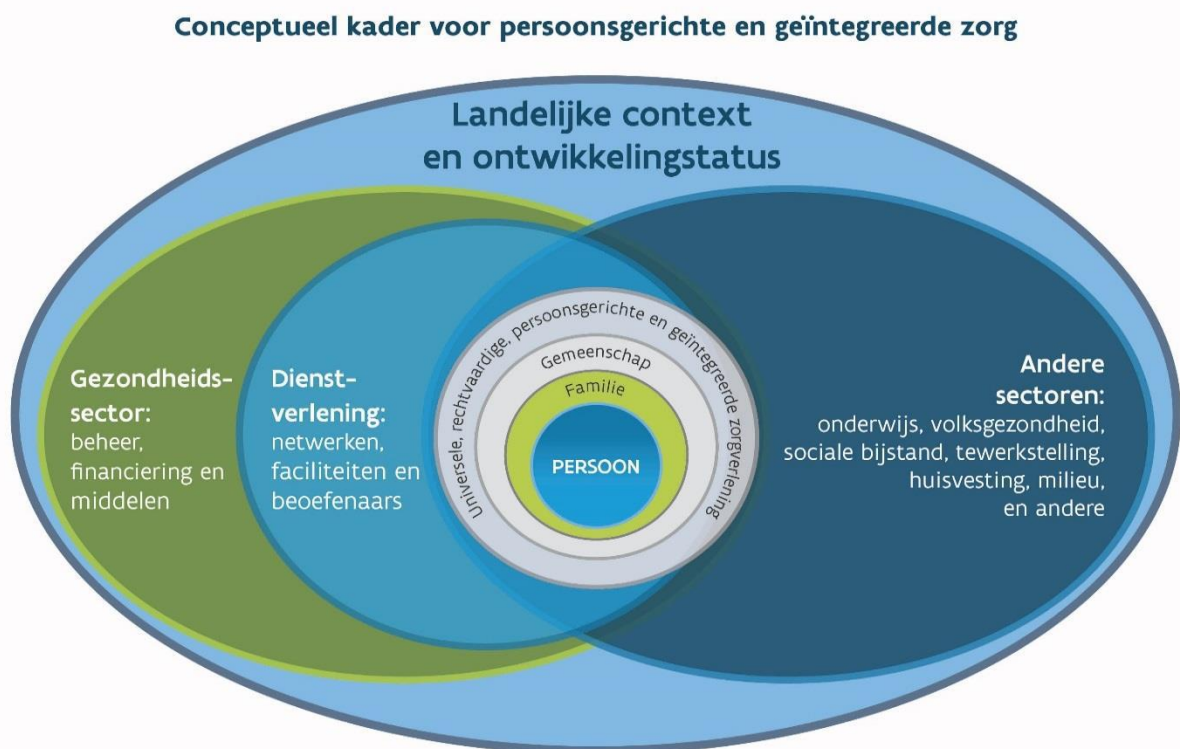 Conceptueel kader voor persoonsgerichte en geïntegreerde zorg
Landelijke context
en ontwikkelingstatus
Gezondheids-
sector:
beheer,
financiering en
middelen
Dienst-
verlening:
netwerken,
faciliteiten en
beoefenaars
Universele, rechtvaardige, persoonsgerichte en geïntegreerde zorgverlening
Gemeenschap
Familie
PERSOON
Andere
sectoren:
onderwijs, volksgezondheid,
sociale bijstand, tewerkstelling,
huisvesting, milieu,
en andere